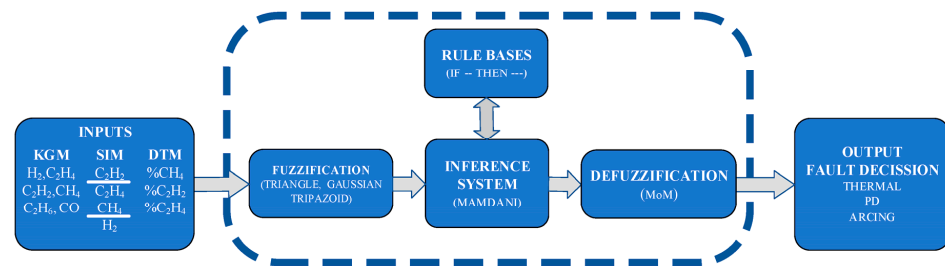 RULE BASES
(IF -- THEN ---)
INPUTS
KGM SIM DTM
H₂,C₂H₄ C₂H₂ %CH₄
C₂H₂,CH₄ C₂H₄ %C₂H₂
C₂H₆, CO CH₄ %C₂H₄
H₂
FUZZIFICATION
(TRIANGLE, GAUSSIAN
TRIPAZOID)
INFERENCE
SYSTEM
(MAMDANI)
DEFUZZIFICATION
(MoM)
OUTPUT
FAULT DECISSION
THERMAL
PD
ARCING